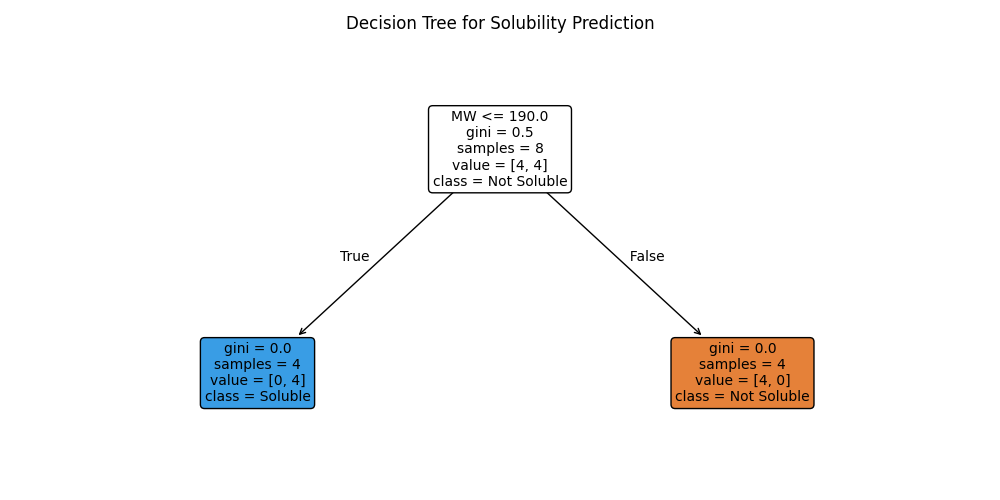 Decision Tree for Solubility Prediction
MW <= 190.0
gini = 0.5
samples = 8
value = [4, 4]
class = Not Soluble
True
False
gini = 0.0
samples = 4
value = [0, 4]
class = Soluble
gini = 0.0
samples = 4
value = [4, 0]
class = Not Soluble